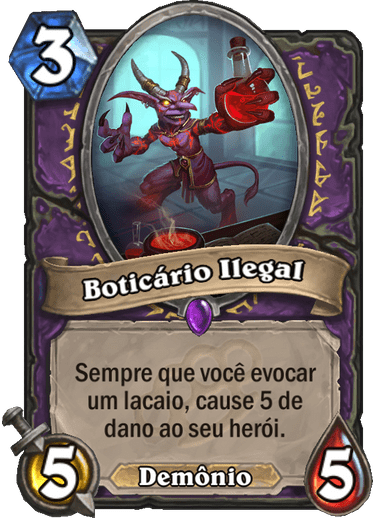 3
Boticário Ilegal
Sempre que você evocar
um lacaio, cause 5 de
dano ao seu herói.
5
Demônio
5